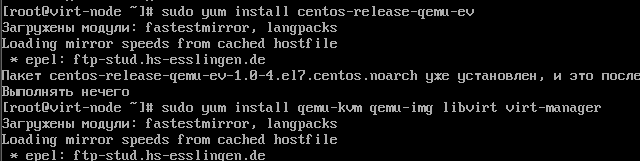 [root@virt-node ~]# sudo yum install centos-release-qemu-ev
Загружены модули: fastestmirror, langpacks
Loading mirror speeds from cached hostfile
 * epel: ftp-stud.hs-esslingen.de
Пакет centos-release-qemu-ev-1.0-4.el7.centos.noarch уже установлен, и это после
Выполнять нечего
[root@virt-node ~]# sudo yum install qemu-kvm qemu-img libvirt virt-manager
Загружены модули: fastestmirror, langpacks
Loading mirror speeds from cached hostfile
 * epel: ftp-stud.hs-esslingen.de